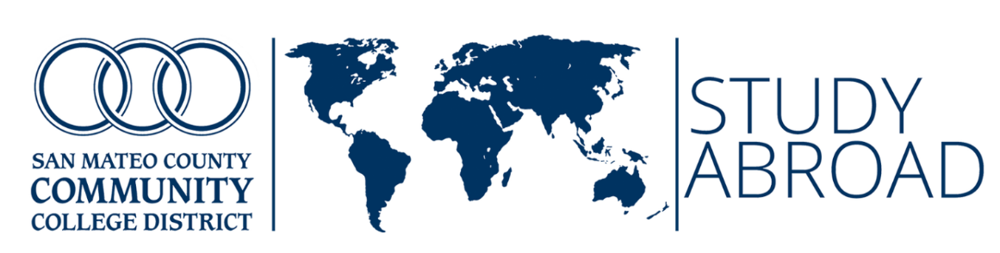 SAN MATEO COUNTY
COMMUNITY
COLLEGE DISTRICT
STUDY
ABROAD